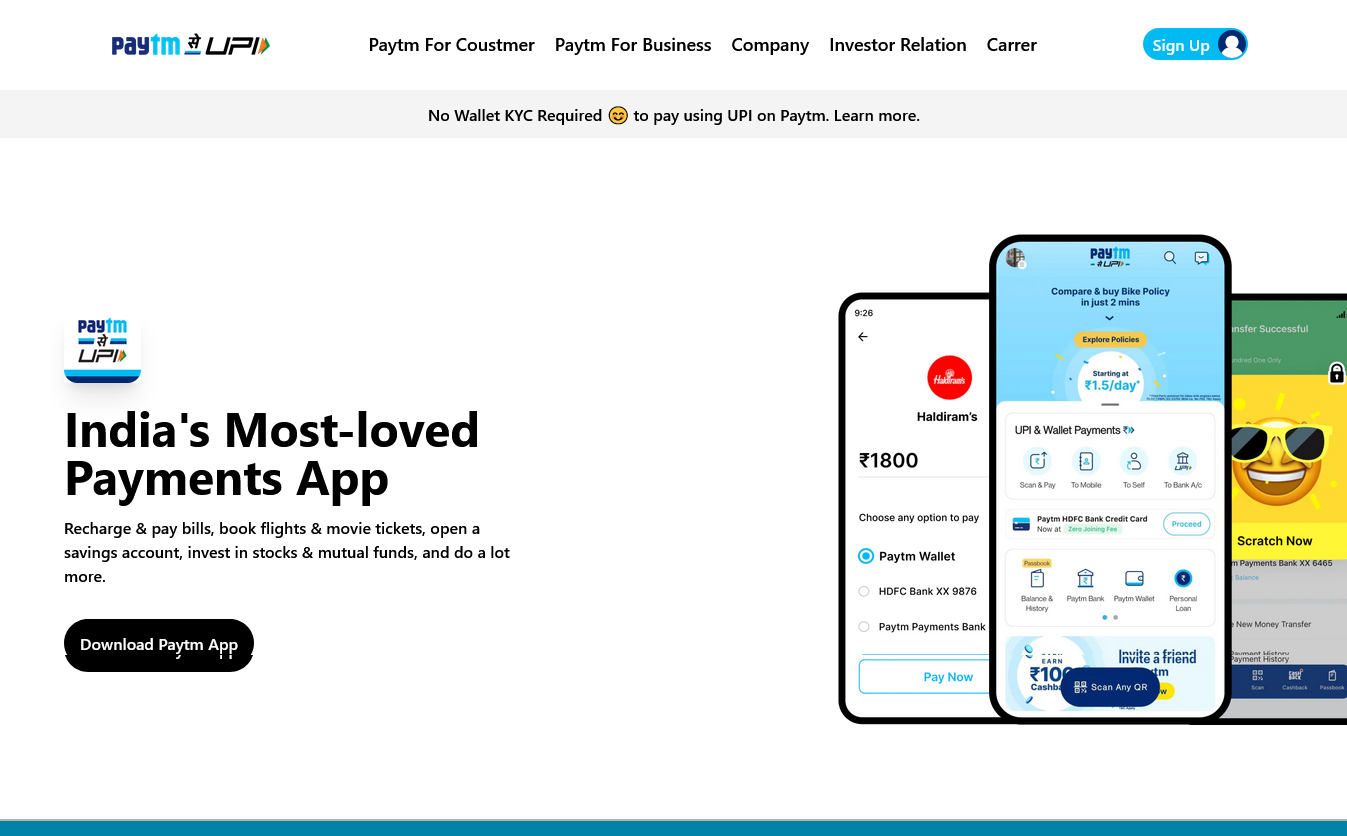 paytm से UPI
Paytm For Coustmer
Paytm For Business
Company
Investor Relation
Carrer
Sign Up
No Wallet KYC Required 😊 to pay using UPI on Paytm. Learn more.
paytm
से
UPI
India's Most-loved
Payments App
Recharge & pay bills, book flights & movie tickets, open a
savings account, invest in stocks & mutual funds, and do a lot
more.
Download Paytm App
9:26
Haldiram's
Haldiram's
₹1800
Choose any option to pay
Paytm Wallet
HDFC Bank XX 9876
Paytm Payments Bank
Pay Now
paytm
से UPI
Compare & buy Bike Policy
in just 2 mins
Explore Policies
Starting at
₹1.5/day*
UPI & Wallet Payments
Scan & Pay
To Mobile
To Self
To Bank A/c
Paytm HDFC Bank Credit Card
Now at Zero Joining Fee
Proceed
Passbook
Balance &
History
Paytm Bank
Paytm Wallet
Personal
Loan
EARN
₹100
Cashba
Invite a friend
Scan Any QR
nsfer Successful
undred One Only
Scratch Now
m Payments Bank XX 6465
Balance
New Money Transfer
Payment History
Payment History
Scan
Cashback
Passbook